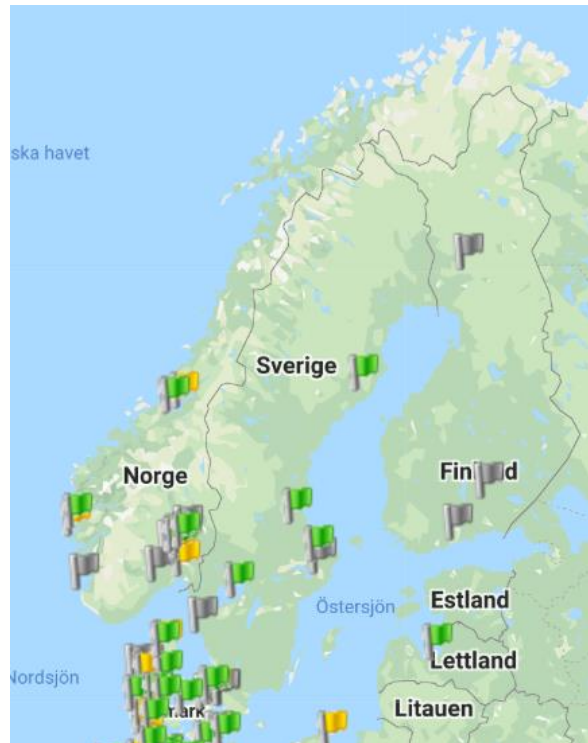 ska havet
Sverige
Norge
Östersjön
Estland
Nordsjön
Lettland
Litauen